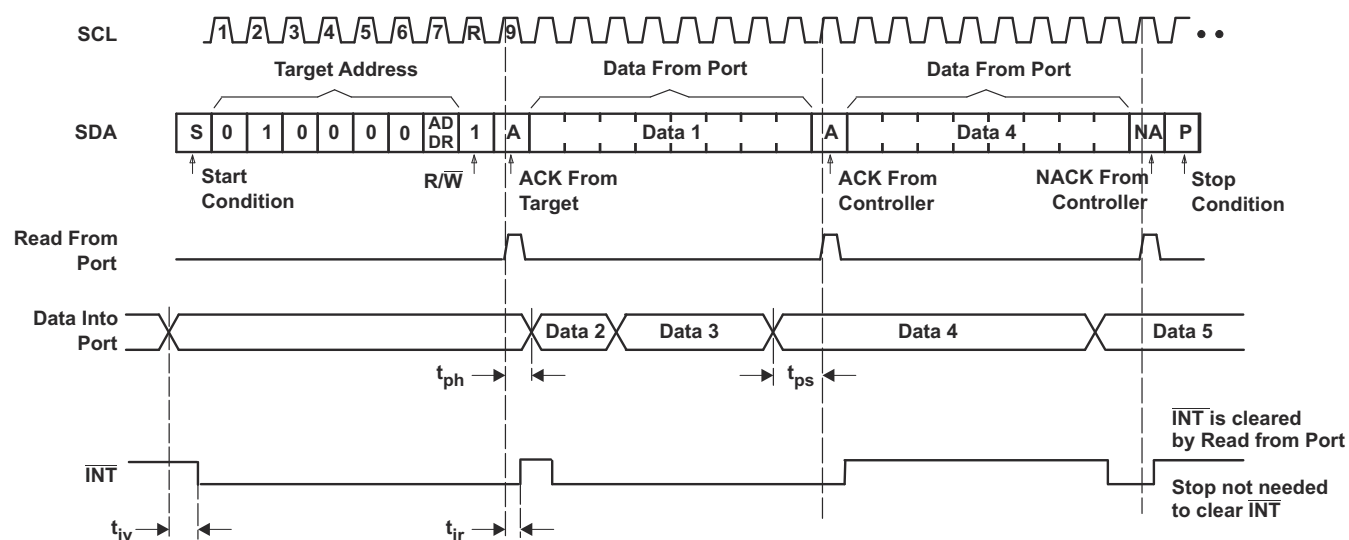 SCL
1 2 3 4 5 6 7 R 9
Target Address
Data From Port
Data From Port
SDA
S 0 1 0 0 0 0 AD DR 1 A Data 1 A Data 4 NA P
Start
Condition
R/W
ACK From
Target
ACK From
Controller
NACK From
Controller
Stop
Condition
Read From
Port
Data Into
Port
Data 2
Data 3
Data 4
Data 5
tph
tps
INT
INT is cleared
by Read from Port
Stop not needed
to clear INT
tiv
tir